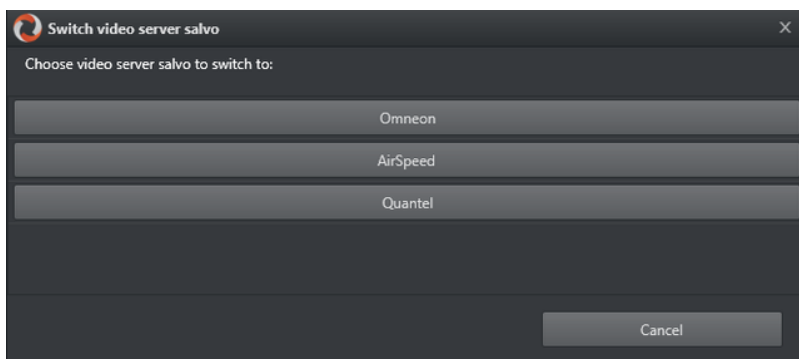 Switch video server salvo
Choose video server salvo to switch to:
Omneon
AirSpeed
Quantel
Cancel